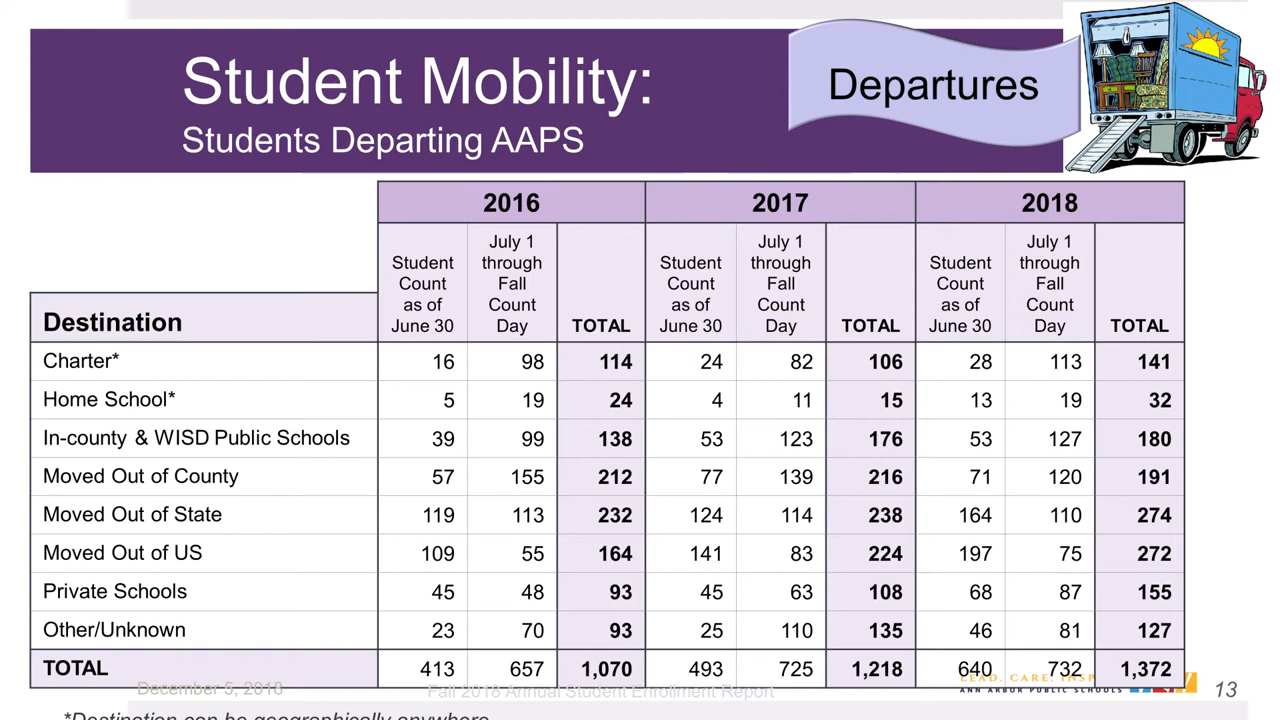 Student Mobility:
Students Departing AAPS
Departures
2016 2017 2018
Student Count as of June 30 July 1 through Fall Count Day TOTAL Student Count as of June 30 July 1 through Fall Count Day TOTAL Student Count as of June 30 July 1 through Fall Count Day TOTAL
Destination
Charter* 16 98 114 24 82 106 28 113 141
Home School* 5 19 24 4 11 15 13 19 32
In-county & WISD Public Schools 39 99 138 53 123 176 53 127 180
Moved Out of County 57 155 212 77 139 216 71 120 191
Moved Out of State 119 113 232 124 114 238 164 110 274
Moved Out of US 109 55 164 141 83 224 197 75 272
Private Schools 45 48 93 45 63 108 68 87 155
Other/Unknown 23 70 93 25 110 135 46 81 127
TOTAL 413 657 1,070 493 725 1,218 640 732 1,372
December 5, 2018 Fall 2018 Annual Student Enrollment Report
LEAD. CARE.
ANN ARBOR PUBLIC SCHOOLS
13
*Destination can be geographically anywhere